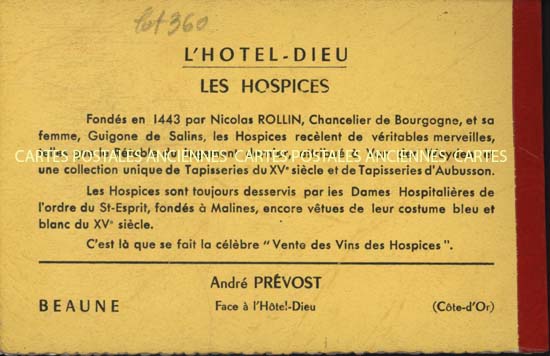 lot 360
L'HOTEL-DIEU
LES HOSPICES
Fondés en 1443 par Nicolas ROLLIN, Chancelier de Bourgogne, et sa
femme, Guigone de Salins, les Hospices recèlent de véritables merveilles,
CARTES POSTALES ANCIENNES CARTES POSTALES ANCIENNES CARTES
une collection unique de Tapisseries du XVe siècle et de Tapisseries d'Aubusson.
Les Hospices sont toujours desservis par les Dames Hospitalières de
l'ordre du St-Esprit, fondés à Malines, encore vêtues de leur costume bleu et
blanc du XVe siècle.
C'est là que se fait la célèbre "Vente des Vins des Hospices".
André PRÉVOST
BEAUNE Face à l'Hôtel-Dieu (Côte-d'Or)